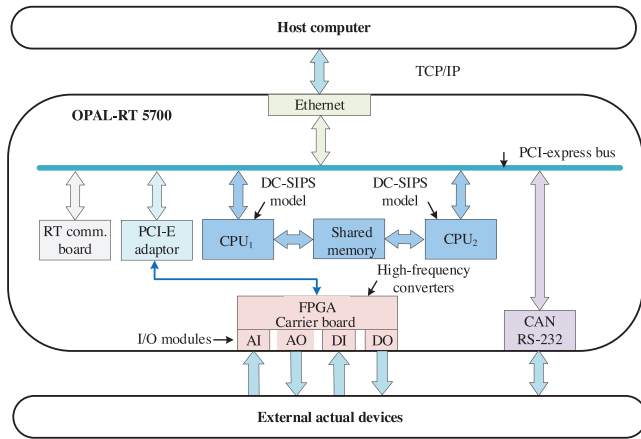 Host computer
TCP/IP
OPAL-RT 5700
Ethernet
PCI-express bus
DC-SIPS
model
DC-SIPS
model
RT comm.
board
PCI-E
adaptor
CPU₁
Shared
memory
CPU₂
High-frequency
converters
FPGA
Carrier board
I/O modules
AI AO DI DO
CAN
RS-232
External actual devices